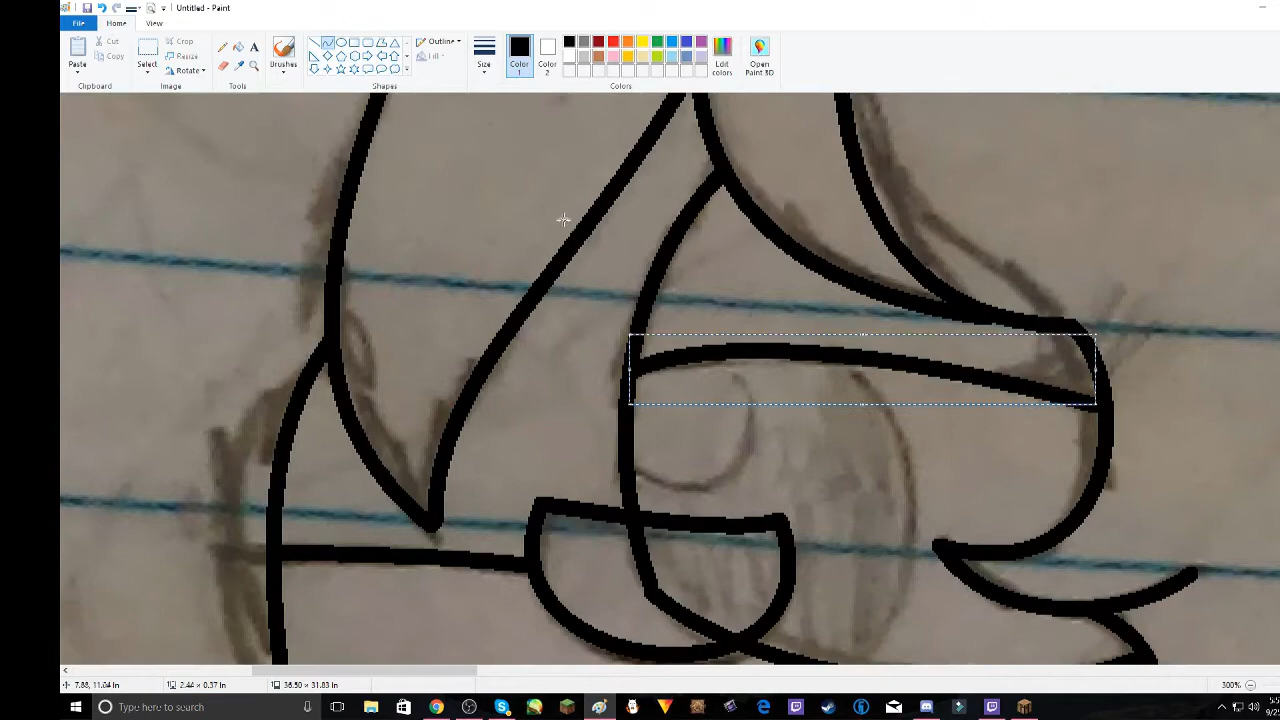 Untitled - Paint
File Home View
Cut
Copy
Paste
Clipboard
Crop
Resize
Rotate
Select
Image
Tools
Brushes
Outline
Fill
Shapes
Size
Color 1
Color 2
Edit colors
Open Paint 3D
Colors
7.88, 11.04 in
2.44 × 0.37 in
36.50 × 31.83 in
300%
Type here to search